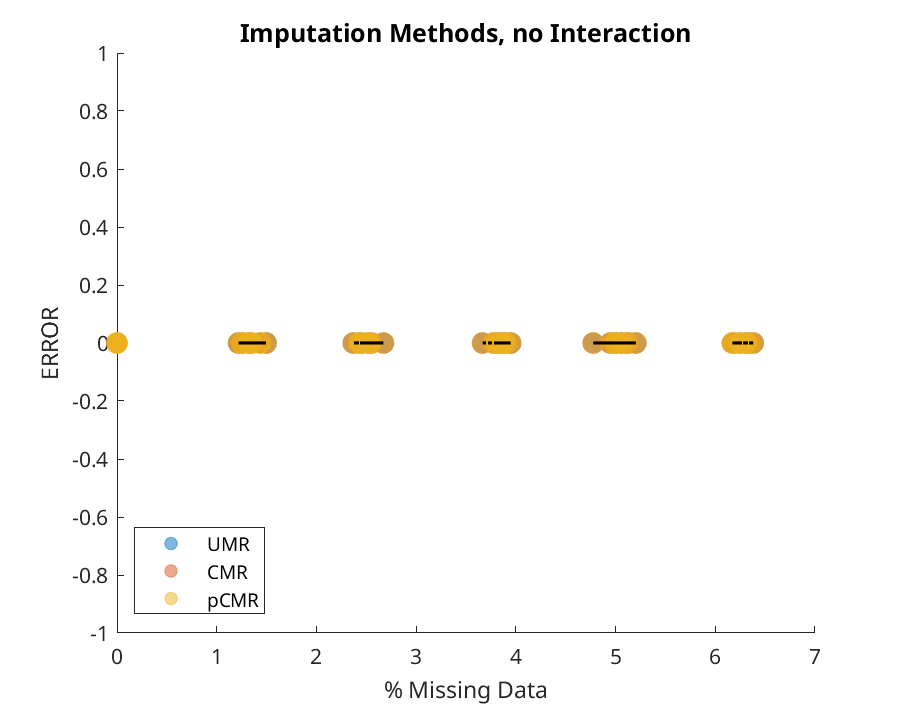 Imputation Methods, no Interaction
1
0.8
0.6
0.4
0.2
0
-0.2
-0.4
-0.6
-0.8
-1
ERROR
UMR
CMR
pCMR
0 1 2 3 4 5 6 7
% Missing Data